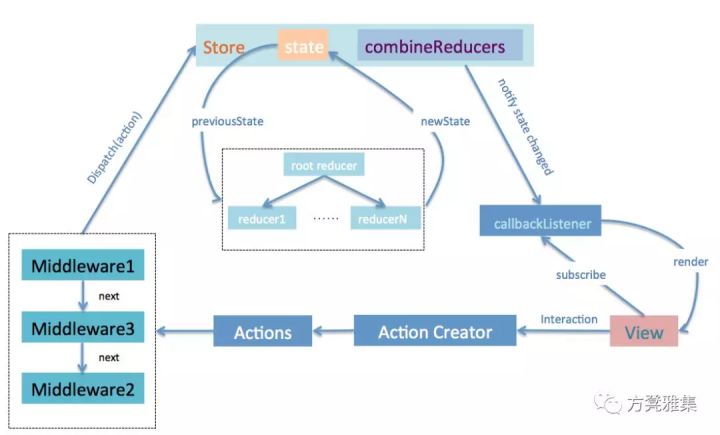 Store
state
combineReducers
previousState
newState
notify state changed
Dispatch(action)
root reducer
reducer1
......
reducerN
callbackListener
Middleware1
next
Middleware3
next
Middleware2
subscribe
render
Actions
Action Creator
Interaction
View
方凳雅集